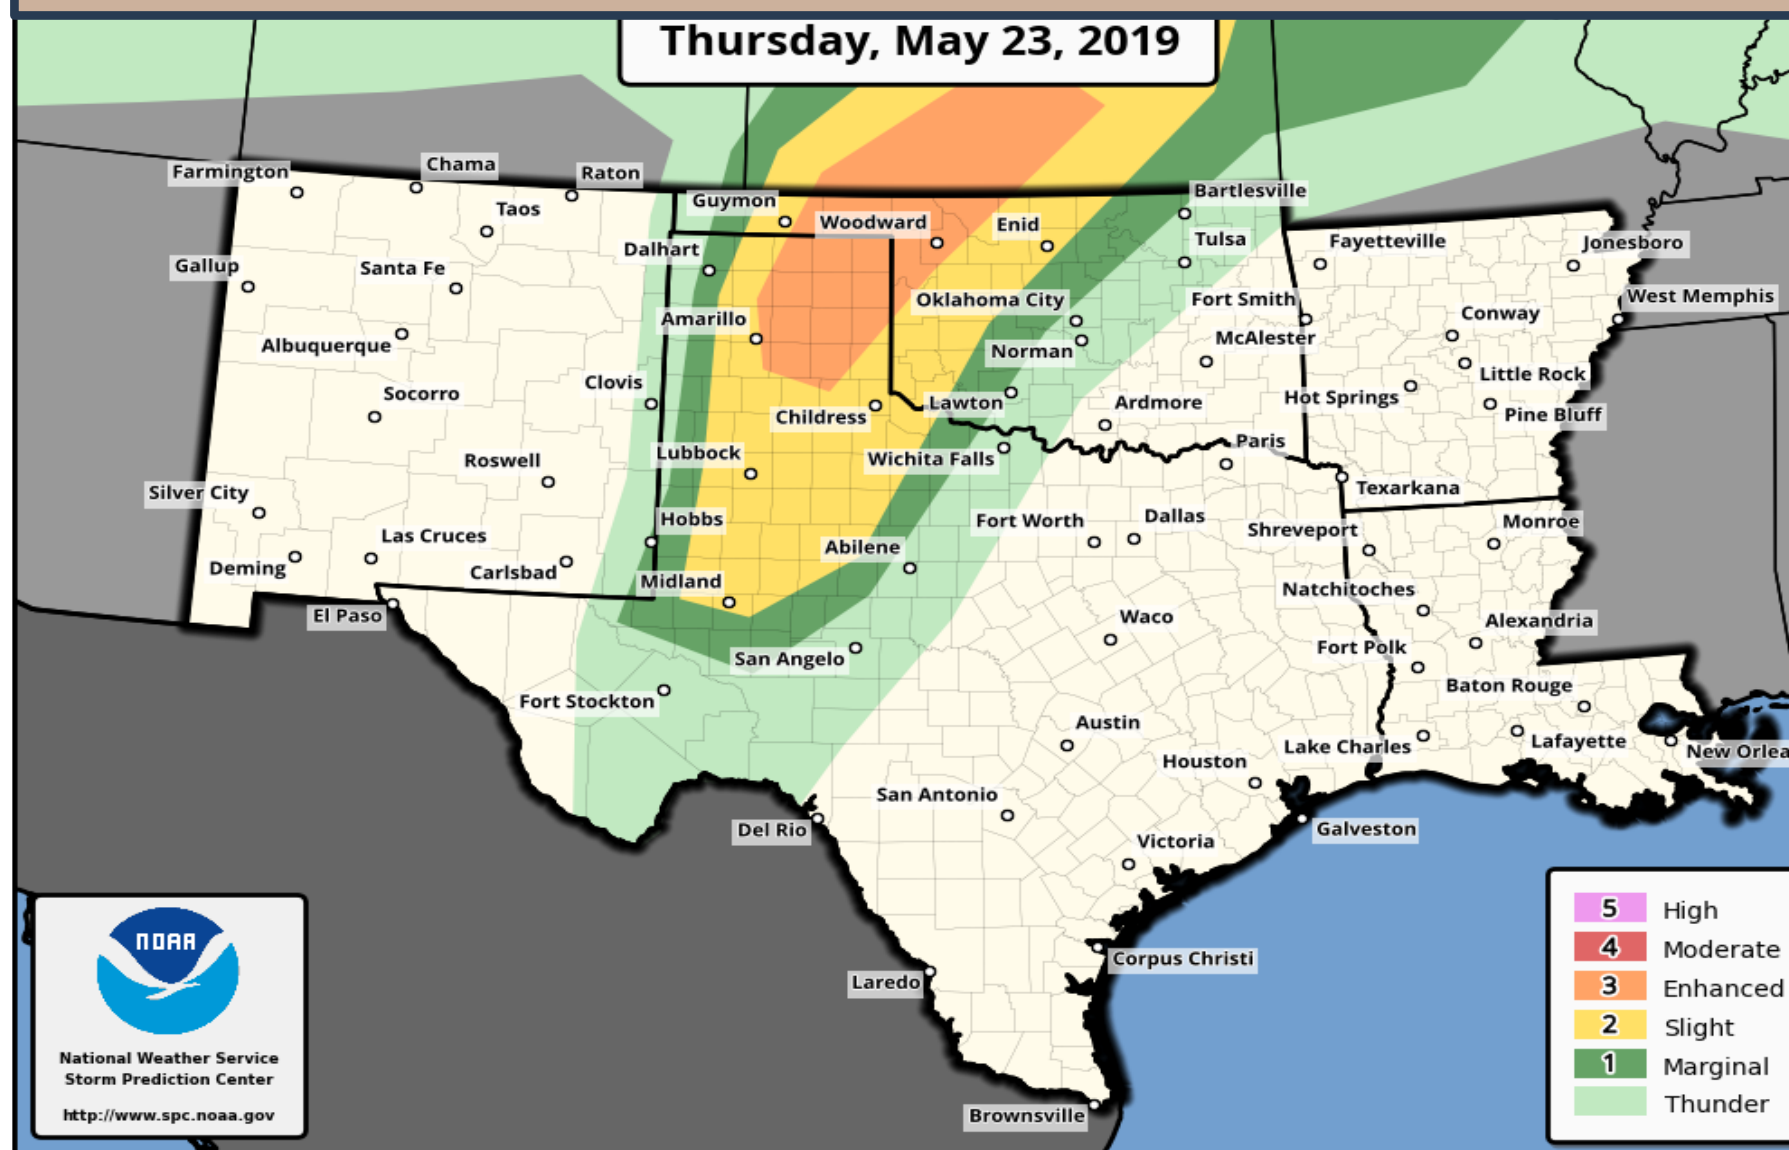 Thursday, May 23, 2019
Farmington
Chama
Raton
Taos
Guymon
Woodward
Enid
Bartlesville
Dalhart
Tulsa
Fayetteville
Jonesboro
Gallup
Santa Fe
Oklahoma City
Fort Smith
West Memphis
Amarillo
Conway
Albuquerque
Norman
McAlester
Little Rock
Clovis
Socorro
Childress
Lawton
Ardmore
Hot Springs
Pine Bluff
Roswell
Lubbock
Wichita Falls
Paris
Silver City
Texarkana
Hobbs
Fort Worth
Dallas
Shreveport
Monroe
Las Cruces
Abilene
Deming
Carlsbad
Midland
Natchitoches
El Paso
Waco
Alexandria
San Angelo
Fort Polk
Fort Stockton
Baton Rouge
Austin
Houston
Lake Charles
Lafayette
New Orlea
San Antonio
Del Rio
Galveston
Victoria
Corpus Christi
Laredo
Brownsville
NOAA
National Weather Service
Storm Prediction Center
http://www.spc.noaa.gov
5 High
4 Moderate
3 Enhanced
2 Slight
1 Marginal
Thunder